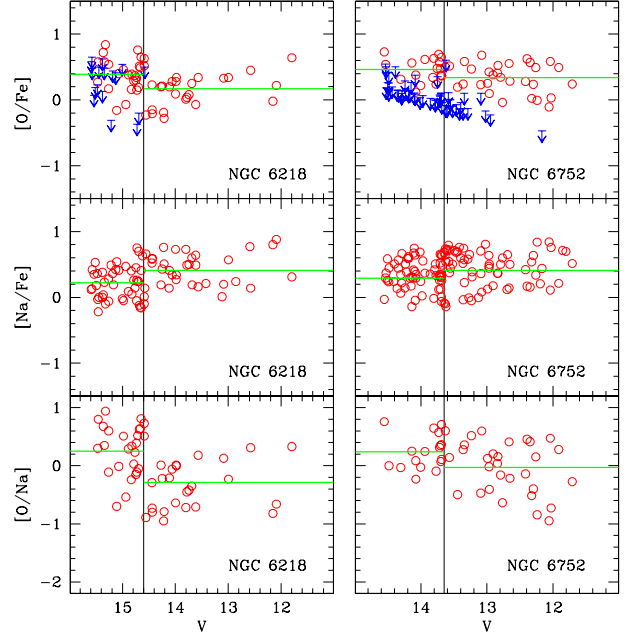 [O/Fe]
1
0
−1
NGC 6218
NGC 6752
[Na/Fe]
1
0
−1
NGC 6218
NGC 6752
[O/Na]
1
0
−1
−2
NGC 6218
NGC 6752
15 14 13 12
14 13 12
V
V